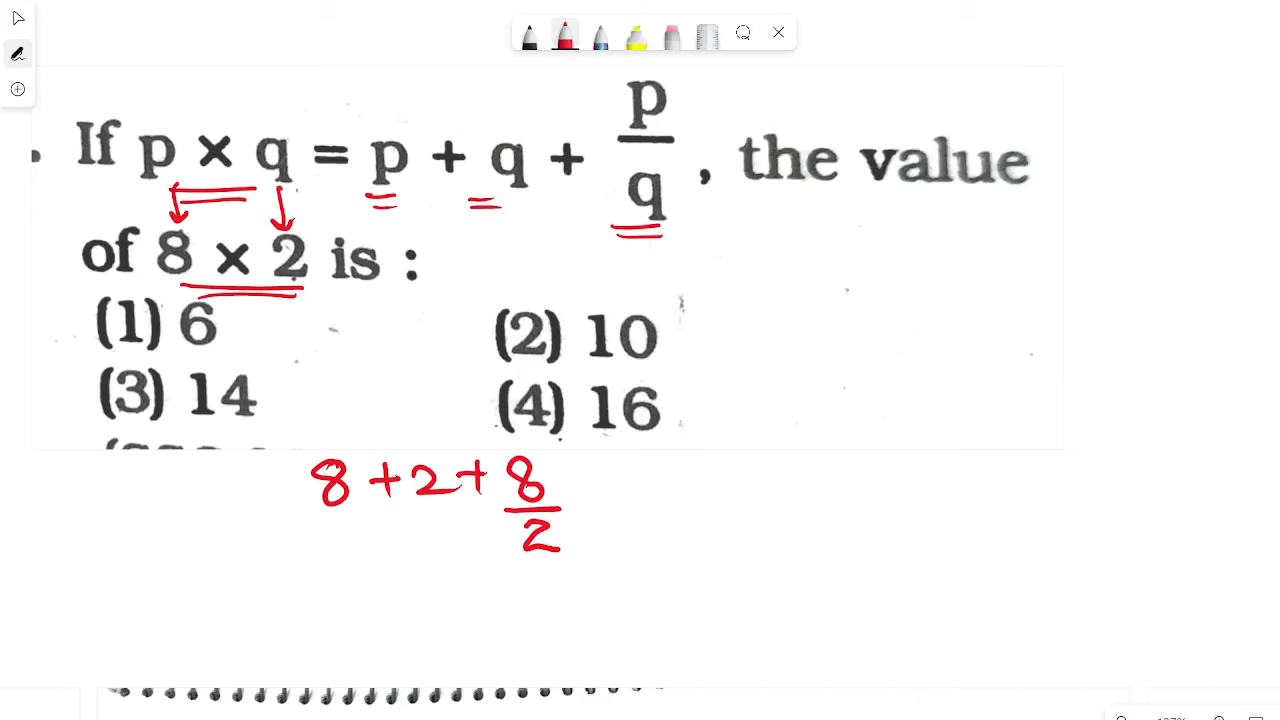 . If p × q = p + q + p/q , the value
of 8 × 2 is :
(1) 6 (2) 10
(3) 14 (4) 16
8 + 2 + 8/2